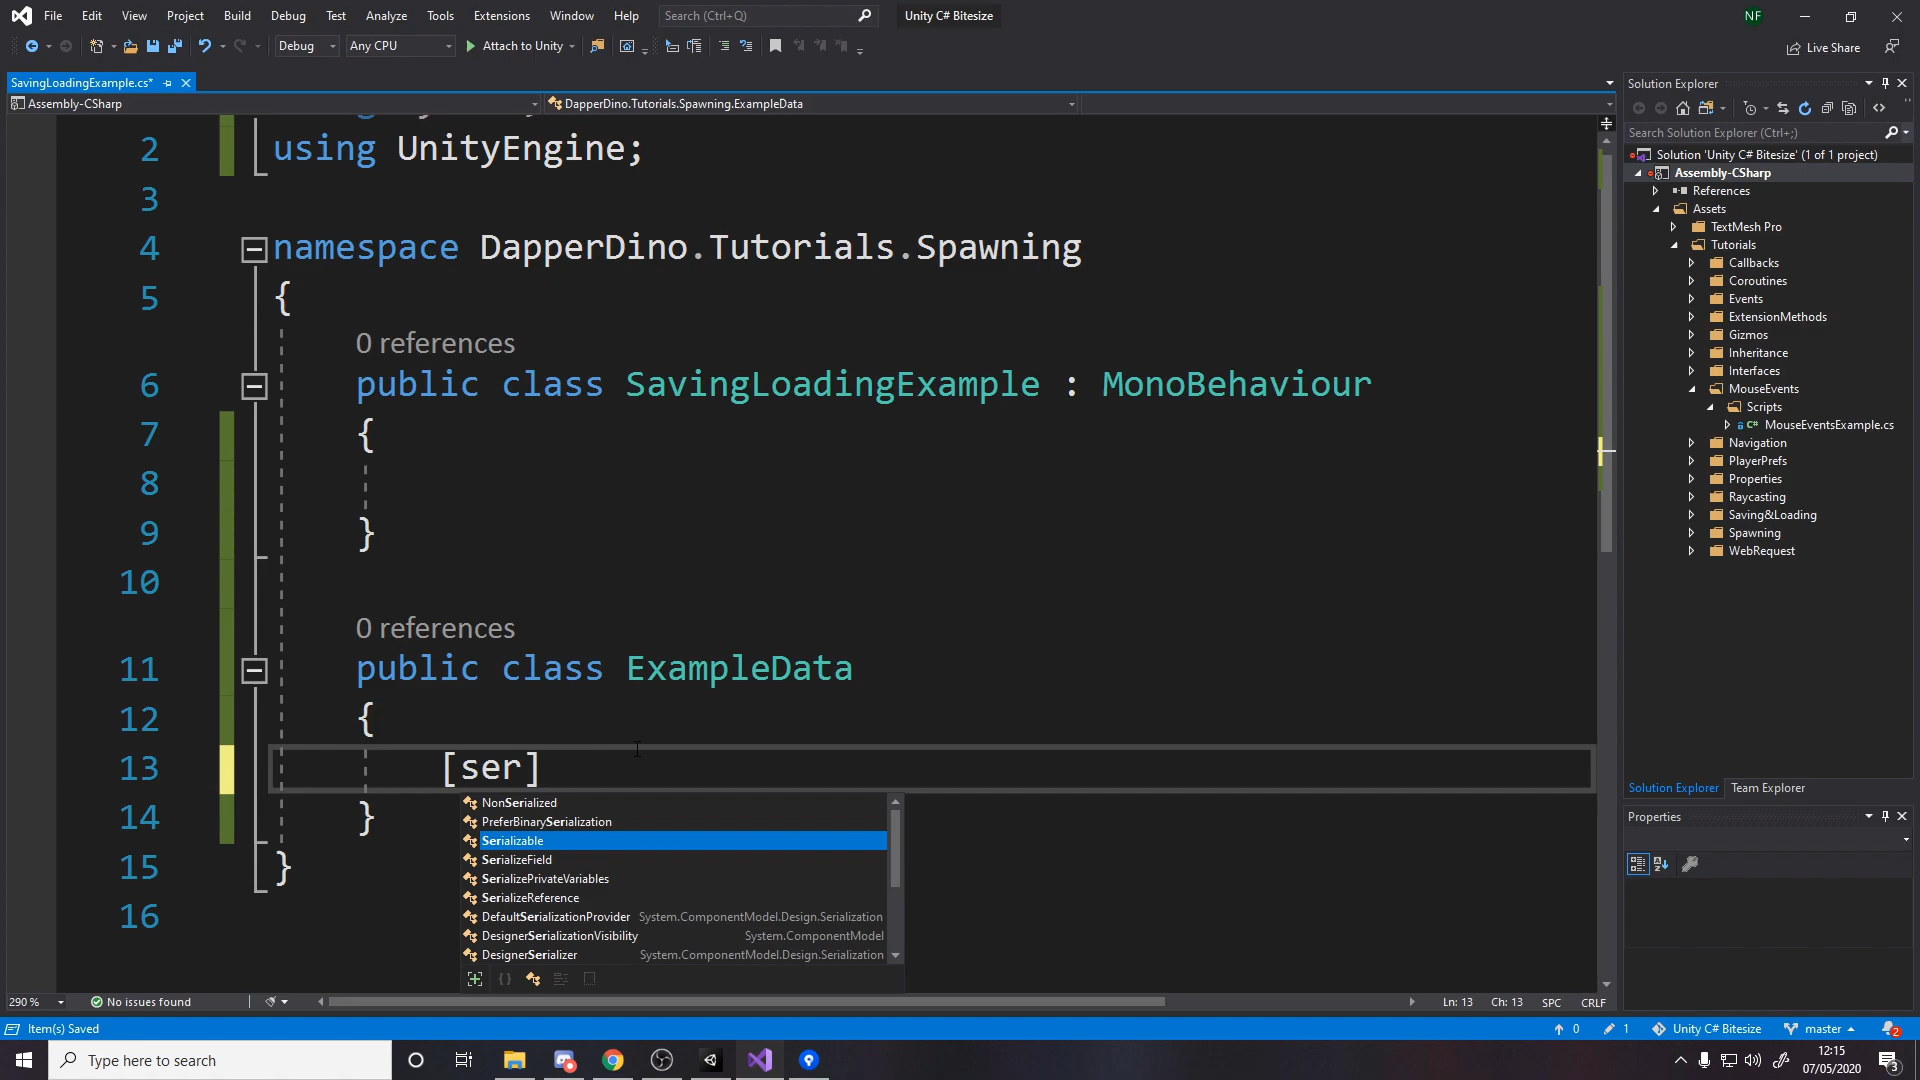 File Edit View Project Build Debug Test Analyze Tools Extensions Window Help Search (Ctrl+Q) Unity C# Bitesize NF
Debug Any CPU Attach to Unity Live Share
SavingLoadingExample.cs*
Assembly-CSharp DapperDino.Tutorials.Spawning.ExampleData
2 using UnityEngine;
3
4 namespace DapperDino.Tutorials.Spawning
5 {
0 references
6 public class SavingLoadingExample : MonoBehaviour
7 {
8
9 }
10
0 references
11 public class ExampleData
12 {
13 [ser]
14 }
15 }
16
NonSerialized
PreferBinarySerialization
Serializable
SerializeField
SerializePrivateVariables
SerializeReference
DefaultSerializationProvider System.ComponentModel.Design.Serialization
DesignerSerializationVisibility System.ComponentModel
DesignerSerializer System.ComponentModel.Design.Serialization
290 % No issues found Ln: 13 Ch: 13 SPC CRLF
Solution Explorer
Search Solution Explorer (Ctrl+;)
Solution 'Unity C# Bitesize' (1 of 1 project)
Assembly-CSharp
References
Assets
TextMesh Pro
Tutorials
Callbacks
Coroutines
Events
ExtensionMethods
Gizmos
Inheritance
Interfaces
MouseEvents
Scripts
C# MouseEventsExample.cs
Navigation
PlayerPrefs
Properties
Raycasting
Saving&Loading
Spawning
WebRequest
Solution Explorer Team Explorer
Properties
Item(s) Saved 0 1 Unity C# Bitesize master 2
Type here to search
12:15
07/05/2020
3